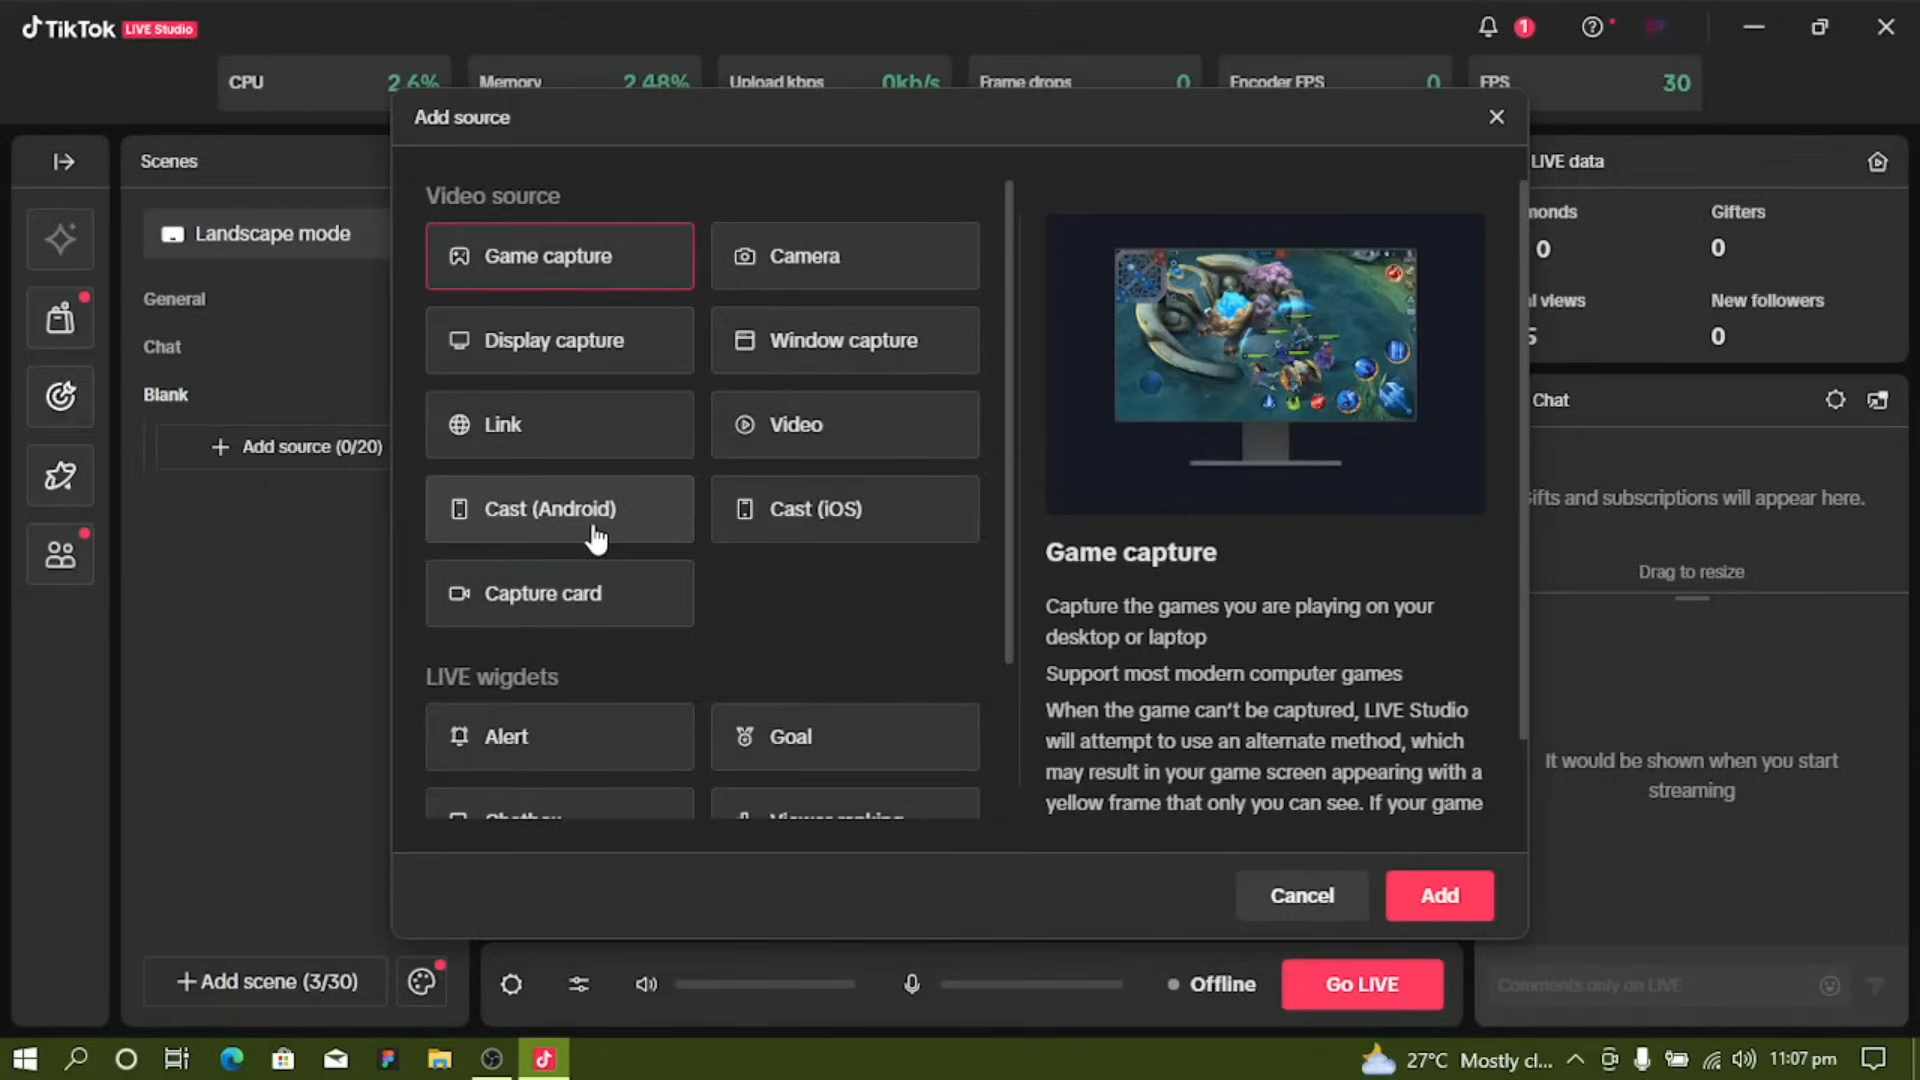 TikTok LIVE Studio
1
CPU 2.6%
Memory 2.48%
Upload kbps 0kb/s
Frame drops 0
Encoder FPS 0
FPS 30
Add source
Scenes
Landscape mode
General
Chat
Blank
+ Add source (0/20)
+Add scene (3/30)
Video source
Game capture
Camera
Display capture
Window capture
Link
Video
Cast (Android)
Cast (iOS)
Capture card
LIVE wigdets
Alert
Goal
Chatbox
Viewer ranking
Game capture
Capture the games you are playing on your
desktop or laptop
Support most modern computer games
When the game can't be captured, LIVE Studio
will attempt to use an alternate method, which
may result in your game screen appearing with a
yellow frame that only you can see. If your game
Cancel
Add
LIVE data
monds
0
Gifters
0
l views
5
New followers
0
Chat
ifts and subscriptions will appear here.
Drag to resize
It would be shown when you start
streaming
Offline
Go LIVE
Comments only on LIVE
27°C Mostly cl...
11:07 pm